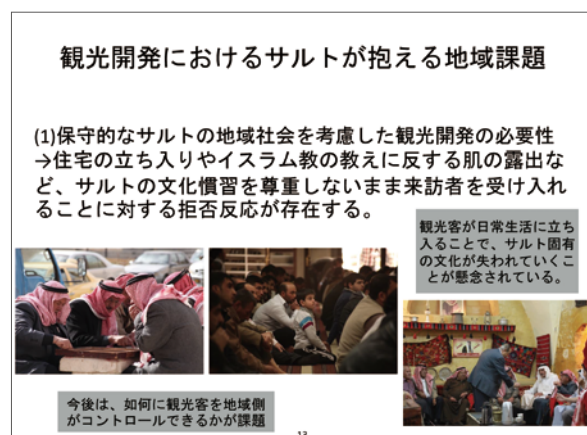 観光開発におけるサルトが抱える地域課題
(1)保守的なサルトの地域社会を考慮した観光開発の必要性
→住宅の立ち入りやイスラム教の教えに反する肌の露出な
ど、サルトの文化慣習を尊重しないまま来訪者を受け入れ
ることに対する拒否反応が存在する。
観光客が日常生活に立ち
入ることで、サルト固有
の文化が失われていくこ
とが懸念されている。
今後は、如何に観光客を地域側
がコントロールできるかが課題
13